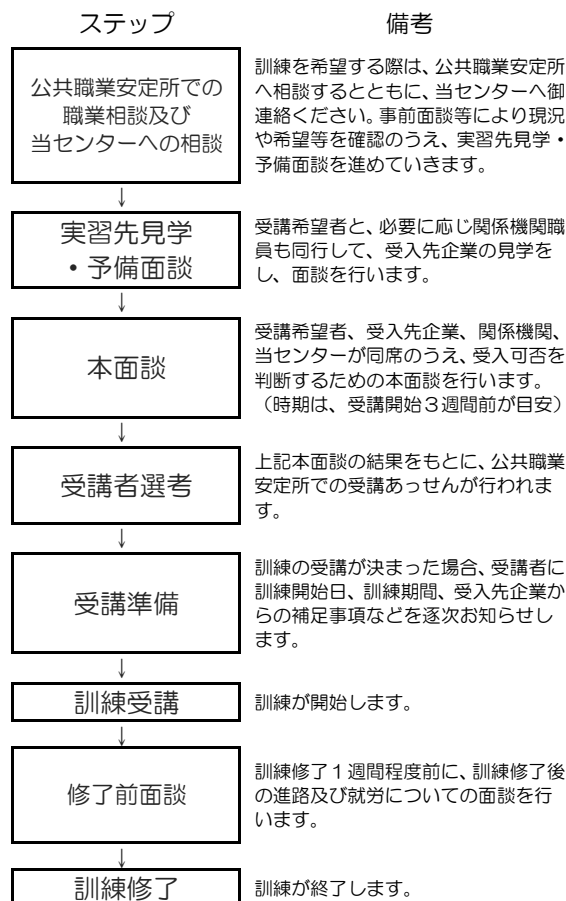 ステップ
備考
公共職業安定所での
職業相談及び
当センターへの相談
訓練を希望する際は、公共職業安定所
へ相談するとともに、当センターへ御
連絡ください。事前面談等により現況
や希望等を確認のうえ、実習先見学・
予備面談を進めていきます。
↓
実習先見学
・予備面談
受講希望者と、必要に応じ関係機関職
員も同行して、受入先企業の見学を
し、面談を行います。
↓
本面談
受講希望者、受入先企業、関係機関、
当センターが同席のうえ、受入可否を
判断するための本面談を行います。
（時期は、受講開始３週間前が目安）
↓
受講者選考
上記本面談の結果をもとに、公共職業
安定所での受講あっせんが行われま
す。
↓
受講準備
訓練の受講が決まった場合、受講者に
訓練開始日、訓練期間、受入先企業か
らの補足事項などを逐次お知らせし
ます。
↓
訓練受講
訓練が開始します。
↓
修了前面談
訓練修了１週間程度前に、訓練修了後
の進路及び就労についての面談を行
います。
↓
訓練修了
訓練が終了します。